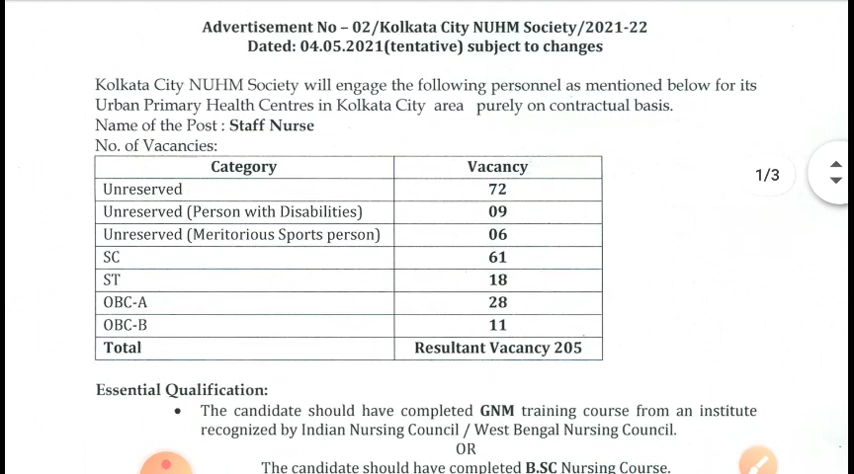 Advertisement No – 02/Kolkata City NUHM Society/2021-22
Dated: 04.05.2021(tentative) subject to changes
Kolkata City NUHM Society will engage the following personnel as mentioned below for its
Urban Primary Health Centres in Kolkata City area purely on contractual basis.
Name of the Post : Staff Nurse
No. of Vacancies:
Category Vacancy
Unreserved 72
Unreserved (Person with Disabilities) 09
Unreserved (Meritorious Sports person) 06
SC 61
ST 18
OBC-A 28
OBC-B 11
Total Resultant Vacancy 205
1/3
Essential Qualification:
• The candidate should have completed GNM training course from an institute
recognized by Indian Nursing Council / West Bengal Nursing Council.
OR
The candidate should have completed B.SC Nursing Course.